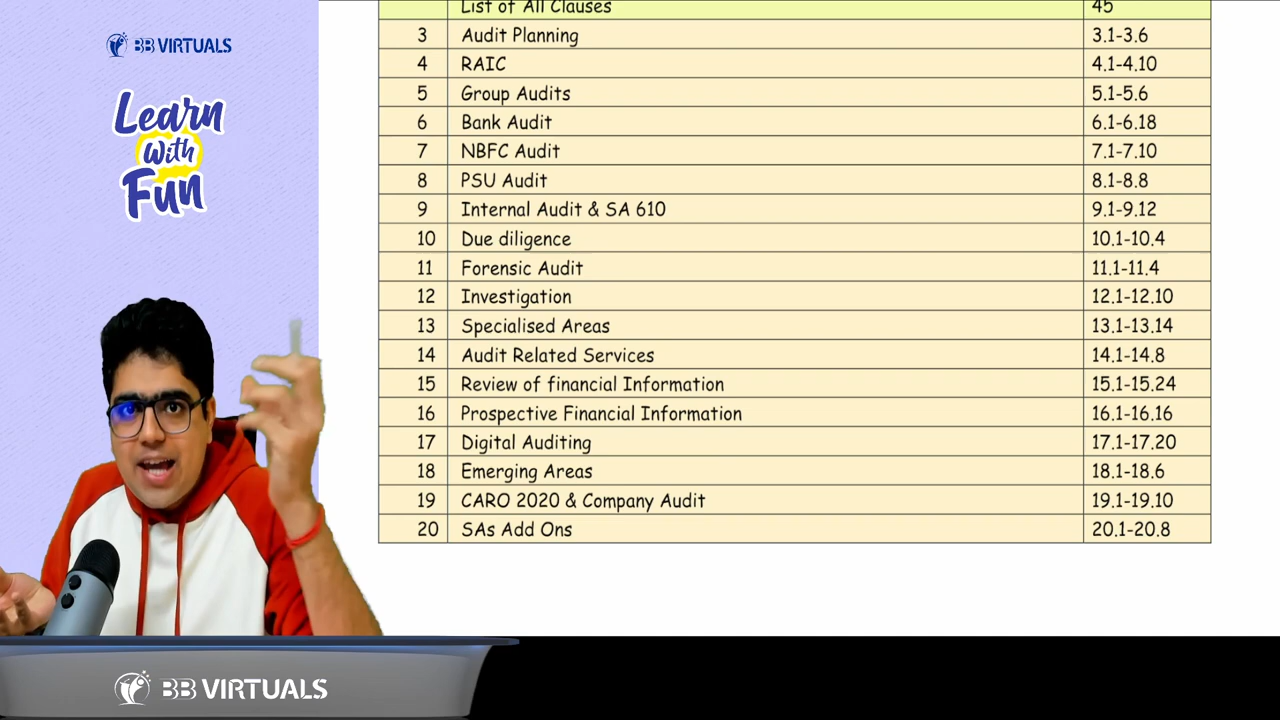 BB VIRTUALS
Learn
With
Fun
List of All Clauses 45
3 Audit Planning 3.1-3.6
4 RAIC 4.1-4.10
5 Group Audits 5.1-5.6
6 Bank Audit 6.1-6.18
7 NBFC Audit 7.1-7.10
8 PSU Audit 8.1-8.8
9 Internal Audit & SA 610 9.1-9.12
10 Due diligence 10.1-10.4
11 Forensic Audit 11.1-11.4
12 Investigation 12.1-12.10
13 Specialised Areas 13.1-13.14
14 Audit Related Services 14.1-14.8
15 Review of financial Information 15.1-15.24
16 Prospective Financial Information 16.1-16.16
17 Digital Auditing 17.1-17.20
18 Emerging Areas 18.1-18.6
19 CARO 2020 & Company Audit 19.1-19.10
20 SAs Add Ons 20.1-20.8
BB VIRTUALS